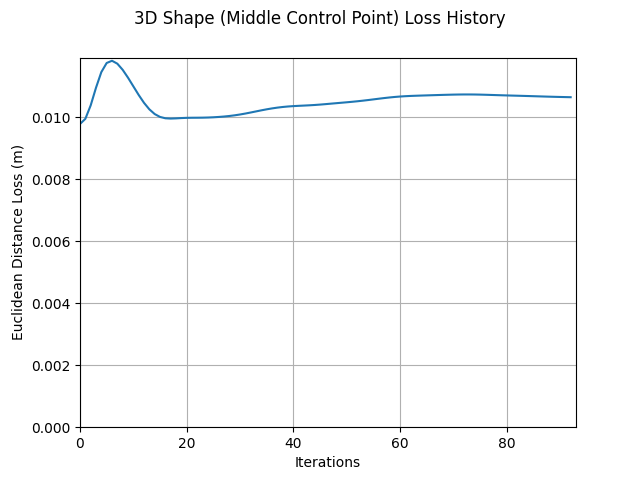 3D Shape (Middle Control Point) Loss History
Euclidean Distance Loss (m)
0.010
0.008
0.006
0.004
0.002
0.000
0 20 40 60 80
Iterations